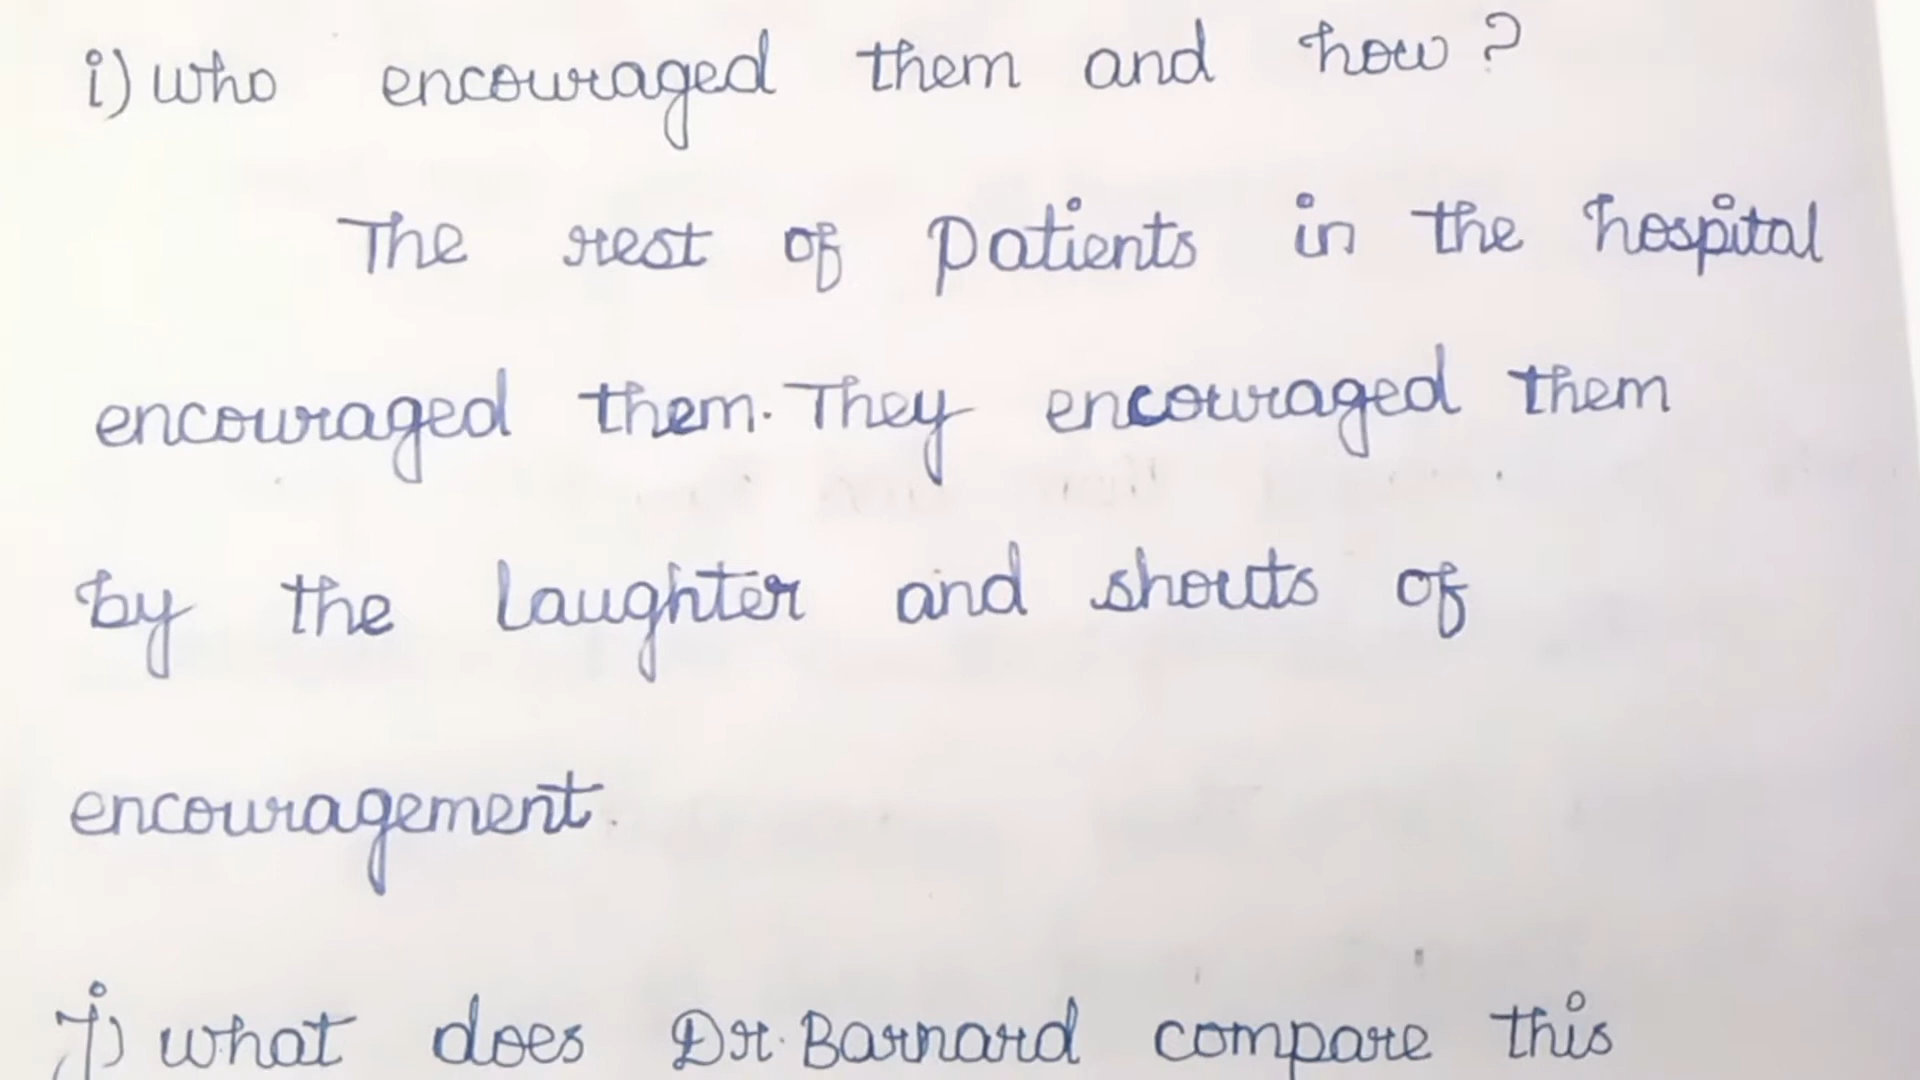 i) who encouraged them and how?
The rest of patients in the hospital
encouraged them. They encouraged them
by the laughter and shouts of
encouragement.
j) what does Dr. Barnard compare this